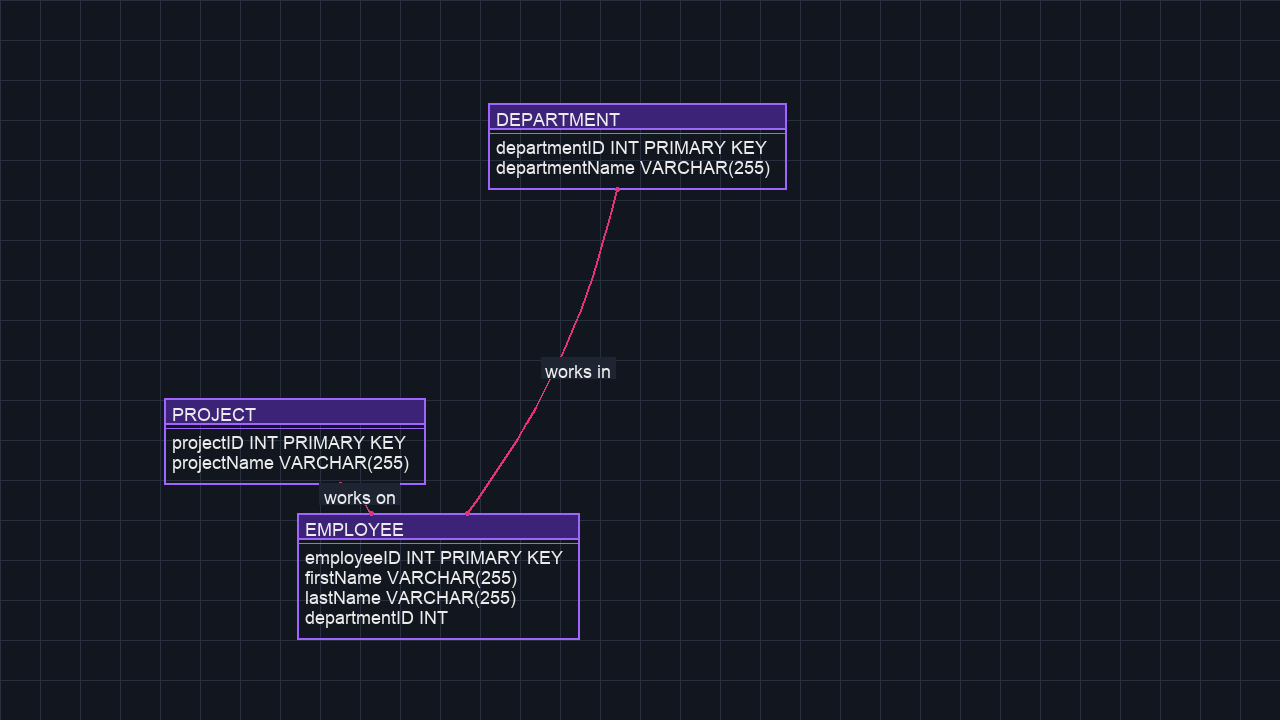 DEPARTMENT
departmentID INT PRIMARY KEY
departmentName VARCHAR(255)
works in
PROJECT
projectID INT PRIMARY KEY
projectName VARCHAR(255)
works on
EMPLOYEE
employeeID INT PRIMARY KEY
firstName VARCHAR(255)
lastName VARCHAR(255)
departmentID INT